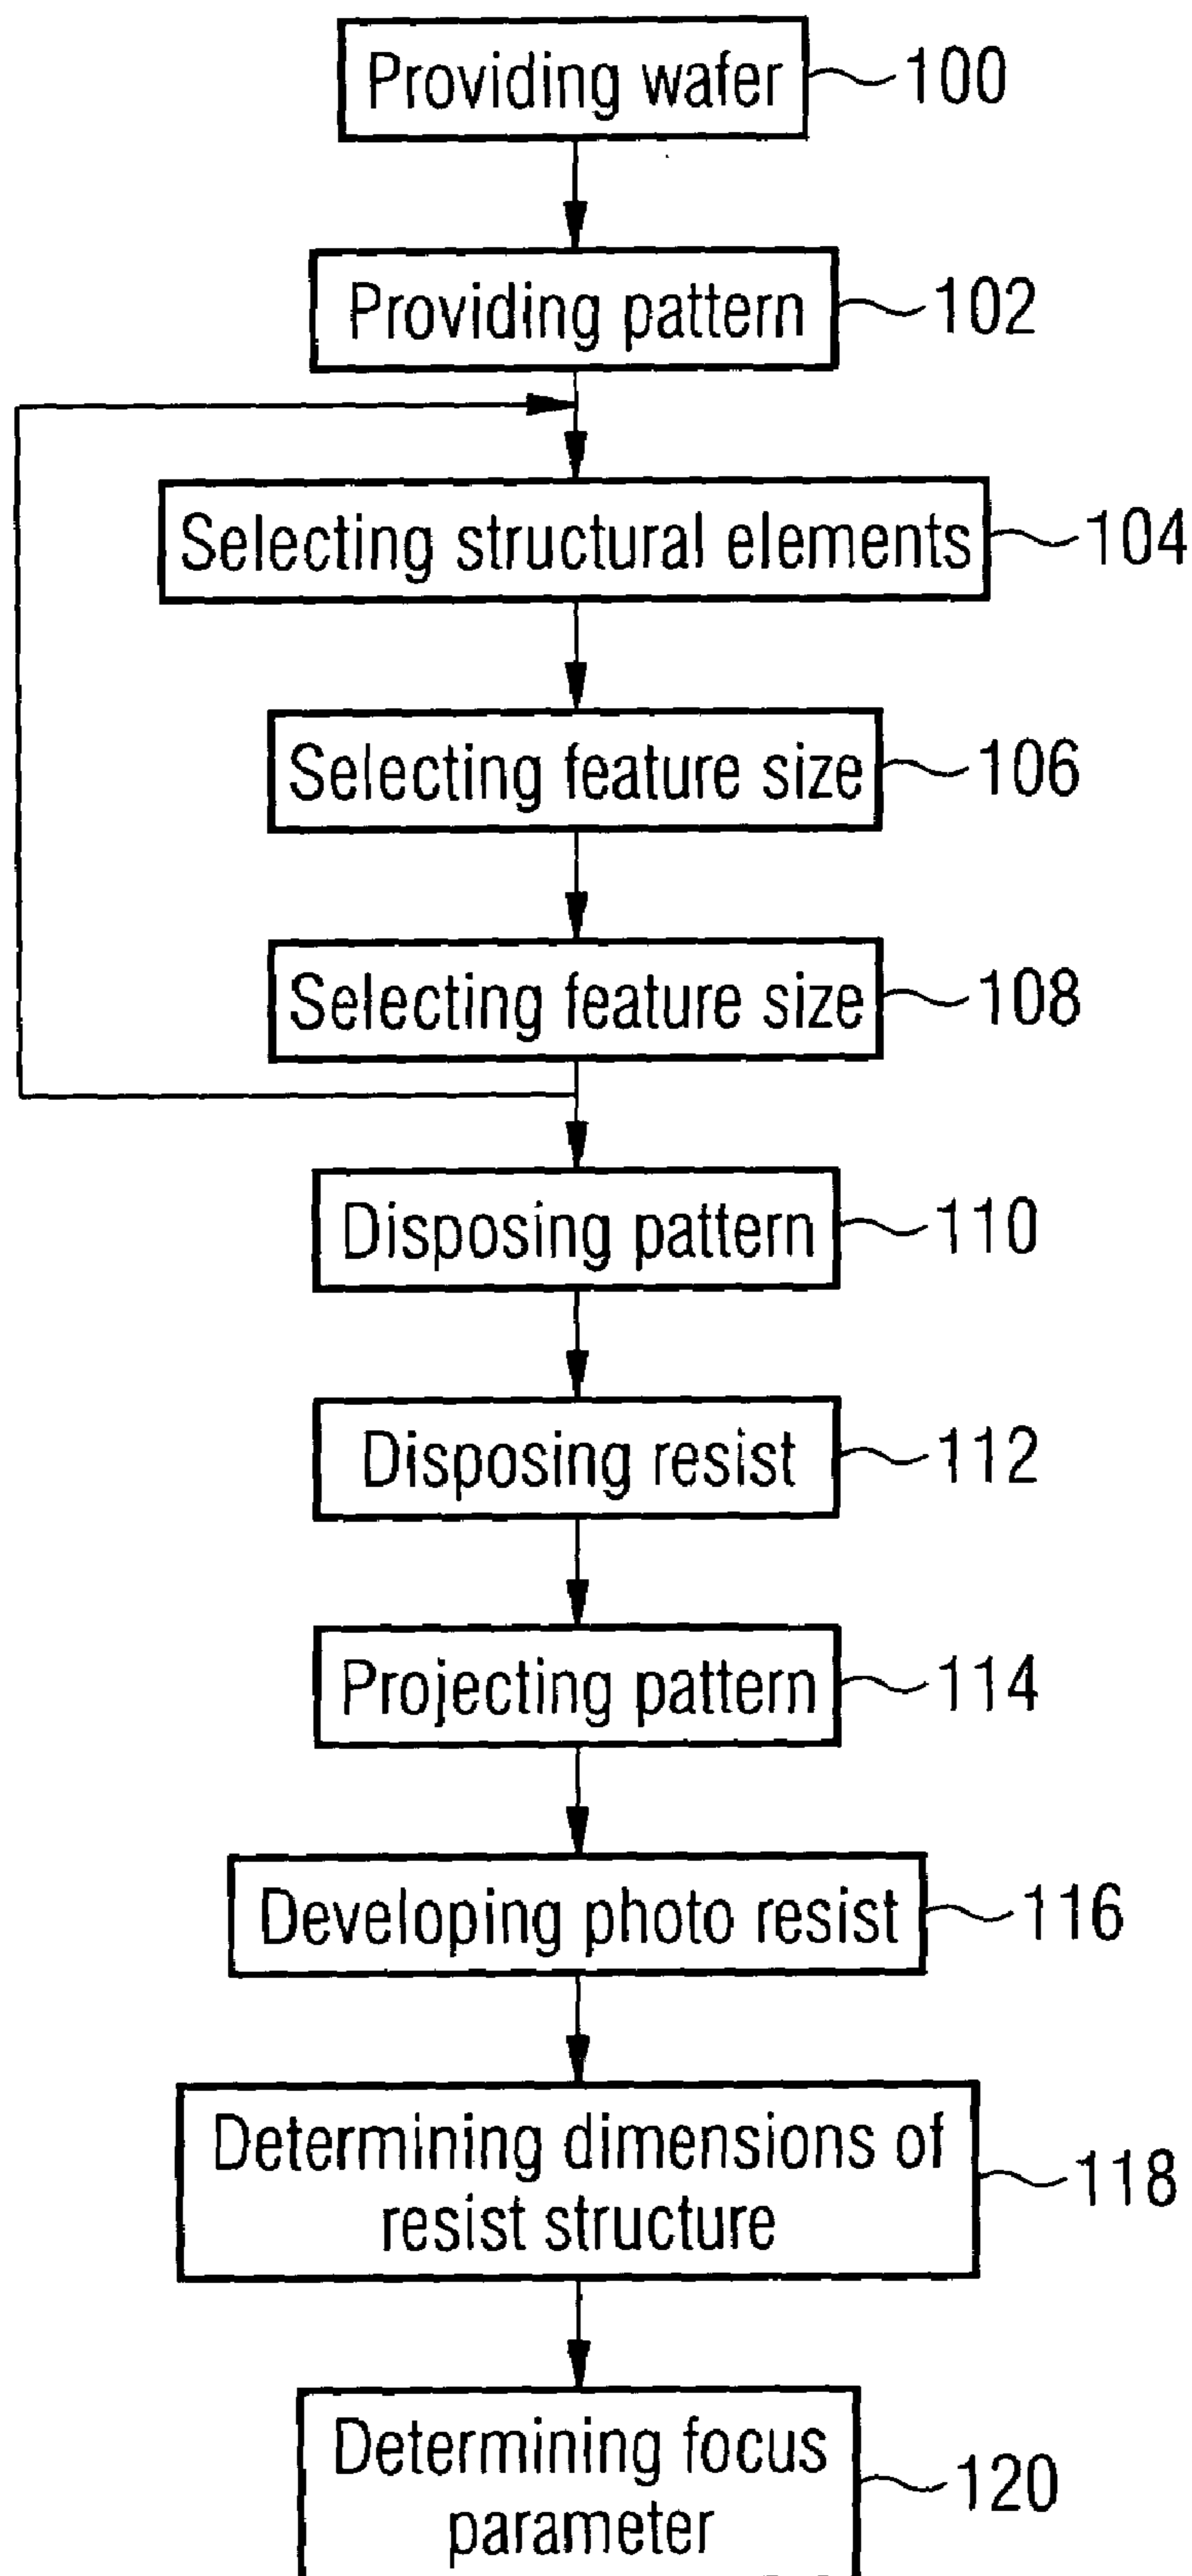 Providing wafer 100
Providing pattern 102
Selecting structural elements 104
Selecting feature size 106
Selecting feature size 108
Disposing pattern 110
Disposing resist 112
Projecting pattern 114
Developing photo resist 116
Determining dimensions of
resist structure 118
Determining focus
parameter 120